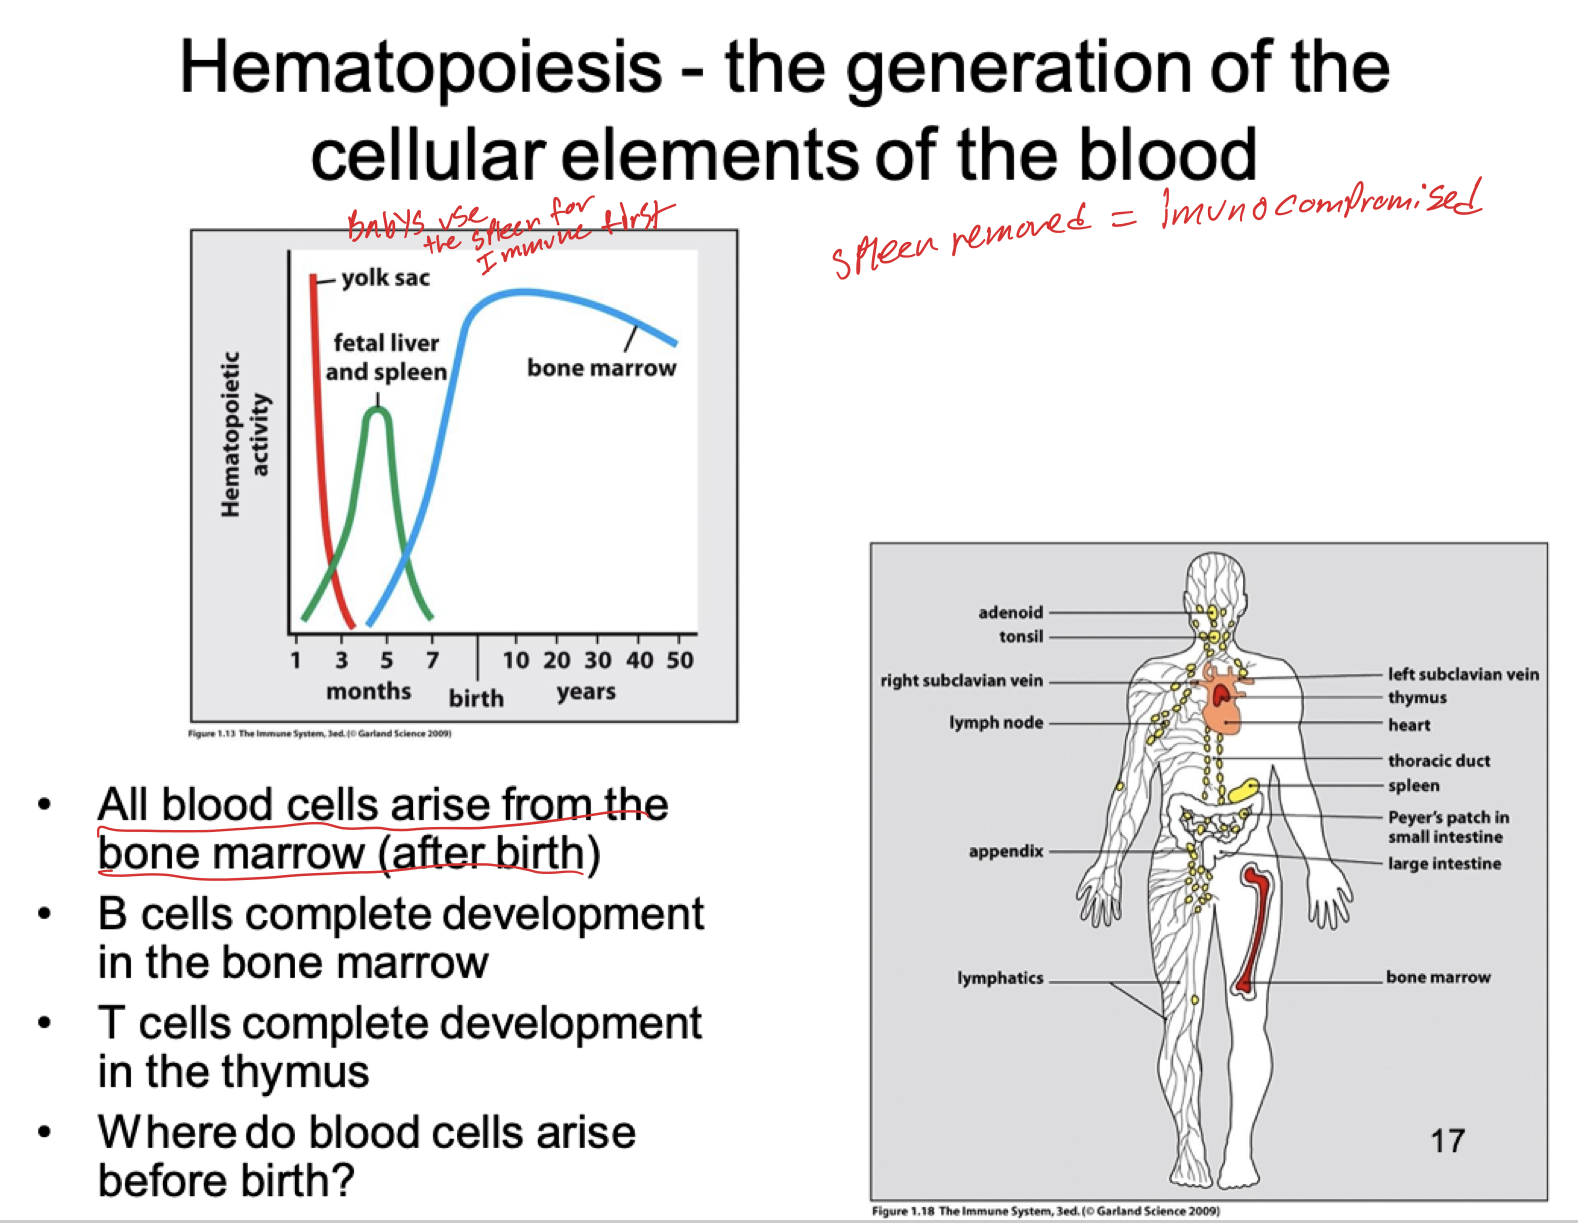 Hematopoiesis - the generation of the
cellular elements of the blood
BabYs use
the spleen for
Immune first
spleen removed = Imunocompromised
yolk sac
fetal liver
and spleen
bone marrow
Hematopoietic
activity
1 3 5 7 10 20 30 40 50
months birth years
Figure 1.13 The Immune System, 3ed. (© Garland Science 2009)
• All blood cells arise from the
bone marrow (after birth)
• B cells complete development
in the bone marrow
• T cells complete development
in the thymus
• Where do blood cells arise
before birth?
adenoid
tonsil
right subclavian vein
lymph node
appendix
lymphatics
left subclavian vein
thymus
heart
thoracic duct
spleen
Peyer's patch in
small intestine
large intestine
bone marrow
17
Figure 1.18 The Immune System, 3ed. (© Garland Science 2009)